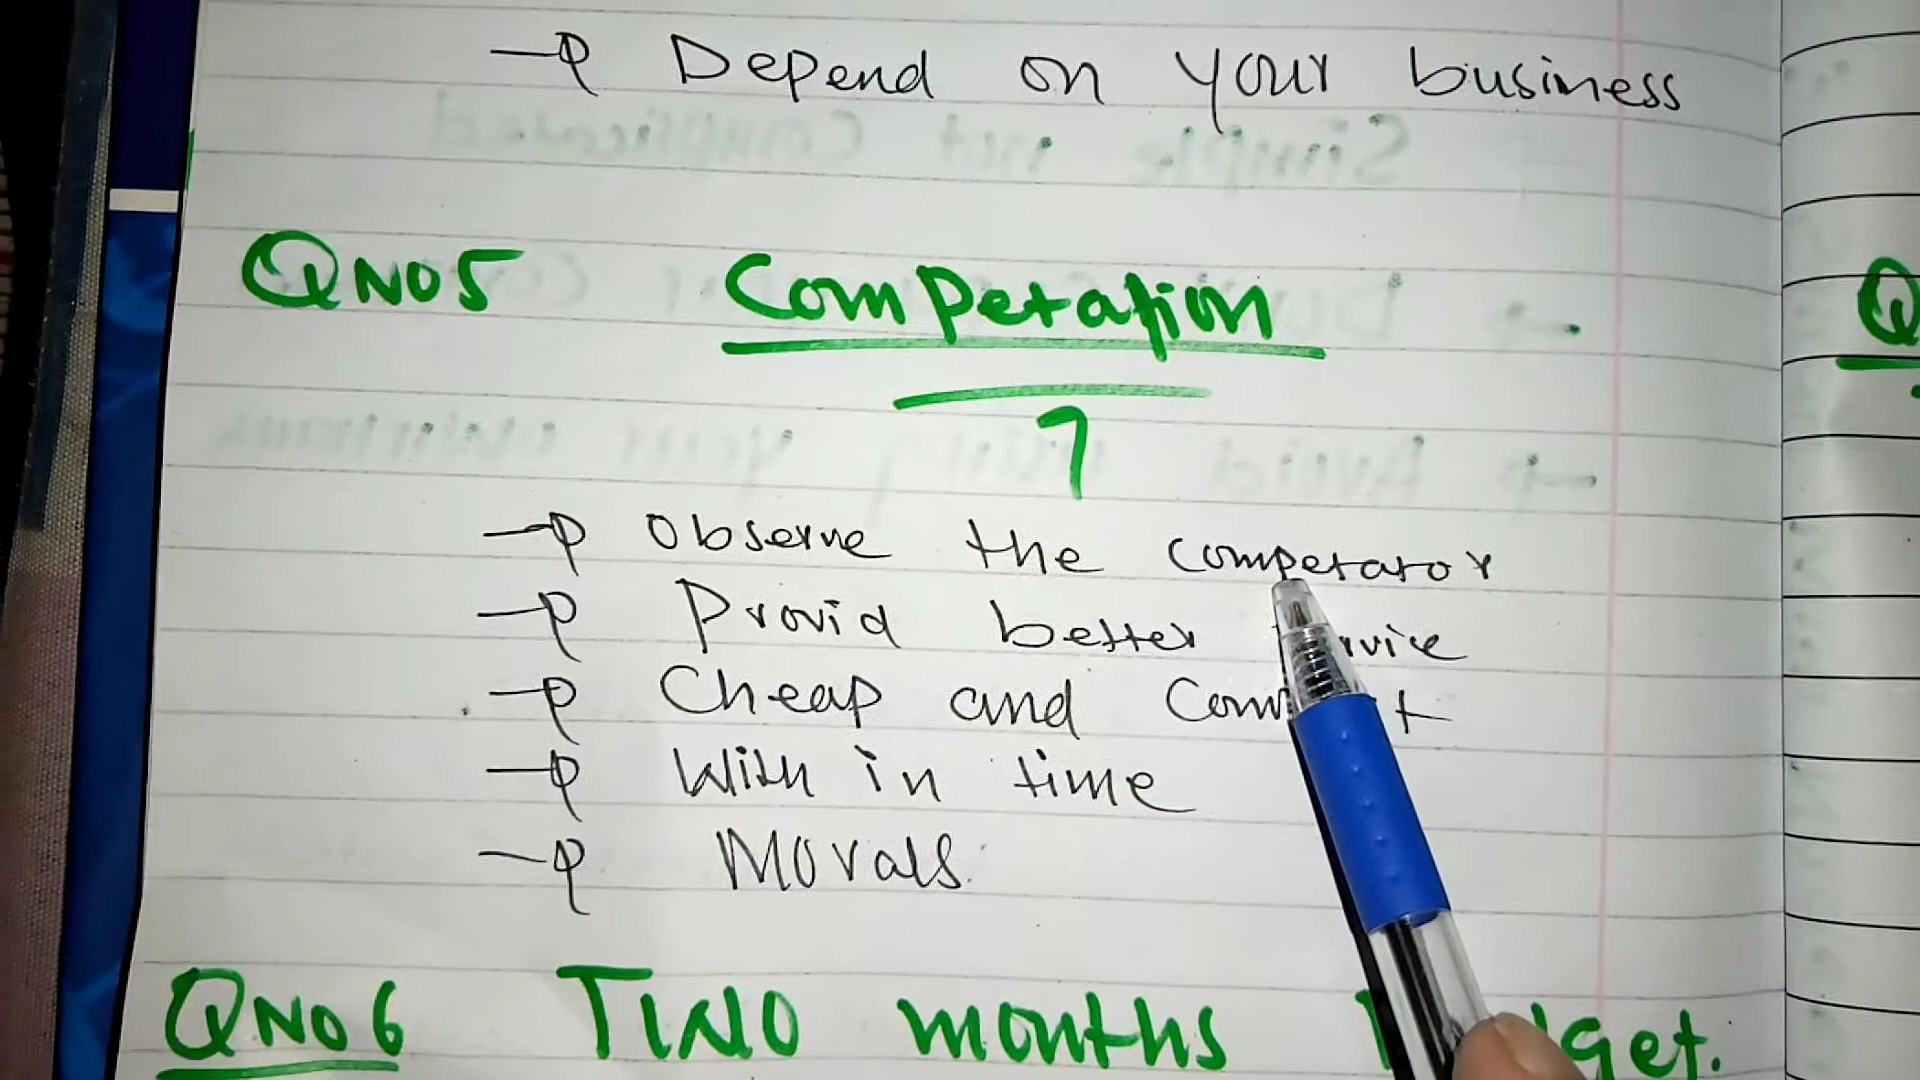 Depend on your business
QNO5 Competation
Observe the competator
Provid better
Cheap and
With in time
Morals.
QNO6 Two months
Q